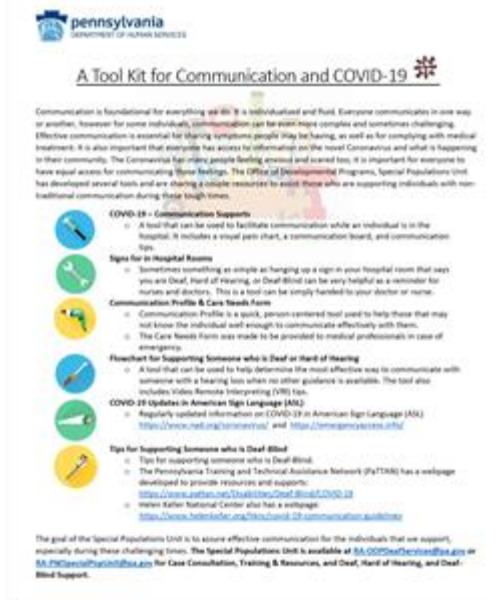 pennsylvania
DEPARTMENT OF HUMAN SERVICES
A Tool Kit for Communication and COVID-19
Communication is foundational for everything we do. It is individualized and fluid. Everyone communicates in one way
or another, however for some individuals, communication can be even more complex and sometimes challenging.
Effective communication is essential for sharing symptoms people may be having, as well as for complying with medical
treatment. It is also important that everyone has access to information on the novel Coronavirus and what is happening
in their community. The Coronavirus has many people feeling anxious and scared too, it is important for everyone to
have equal access for communicating those feelings. The Office of Developmental Programs, Special Populations Unit
has developed several tools and are sharing a couple resources to assist those who are supporting individuals with non-
traditional communication during these tough times.
COVID-19 – Communication Supports
o A tool that can be used to facilitate communication while an individual is in the
hospital. It includes a visual pain chart, a communication board, and communication
tips.
Signs for in Hospital Rooms
o Sometimes something as simple as hanging up a sign in your hospital room that says
you are Deaf, Hard of Hearing, or Deaf-Blind can be very helpful as a reminder for
nurses and doctors. This is a tool can be simply handed to your doctor or nurse.
Communication Profile & Care Needs Form
o Communication Profile is a quick, person-centered tool used to help those that may
not know the individual well enough to communicate effectively with them.
o The Care Needs Form was made to be provided to medical professionals in case of
emergency.
Flowchart for Supporting Someone who is Deaf or Hard of Hearing
o A tool that can be used to help determine the most effective way to communicate with
someone with a hearing loss when no other guidance is available. The tool also
includes Video Remote Interpreting (VRI) tips.
COVID-19 Updates in American Sign Language (ASL)
o Regularly updated information on COVID-19 in American Sign Language (ASL)
https://www.nad.org/coronavirus/ and https://emergencyaccess.info/
Tips for Supporting Someone who is Deaf-Blind
o Tips for supporting someone who is Deaf-Blind.
o The Pennsylvania Training and Technical Assistance Network (PaTTAN) has a webpage
developed to provide resources and supports:
https://www.pattan.net/Disabilities/Deaf-Blind/COVID-19
o Helen Keller National Center also has a webpage:
https://www.helenkeller.org/hknc/covid-19-communication-guidelines
The goal of the Special Populations Unit is to assure effective communication for the individuals that we support,
especially during these challenging times. The Special Populations Unit is available at RA-ODPDeafServices@pa.gov or
RA-PWSpecialPopUnit@pa.gov for Case Consultation, Training & Resources, and Deaf, Hard of Hearing, and Deaf-
Blind Support.